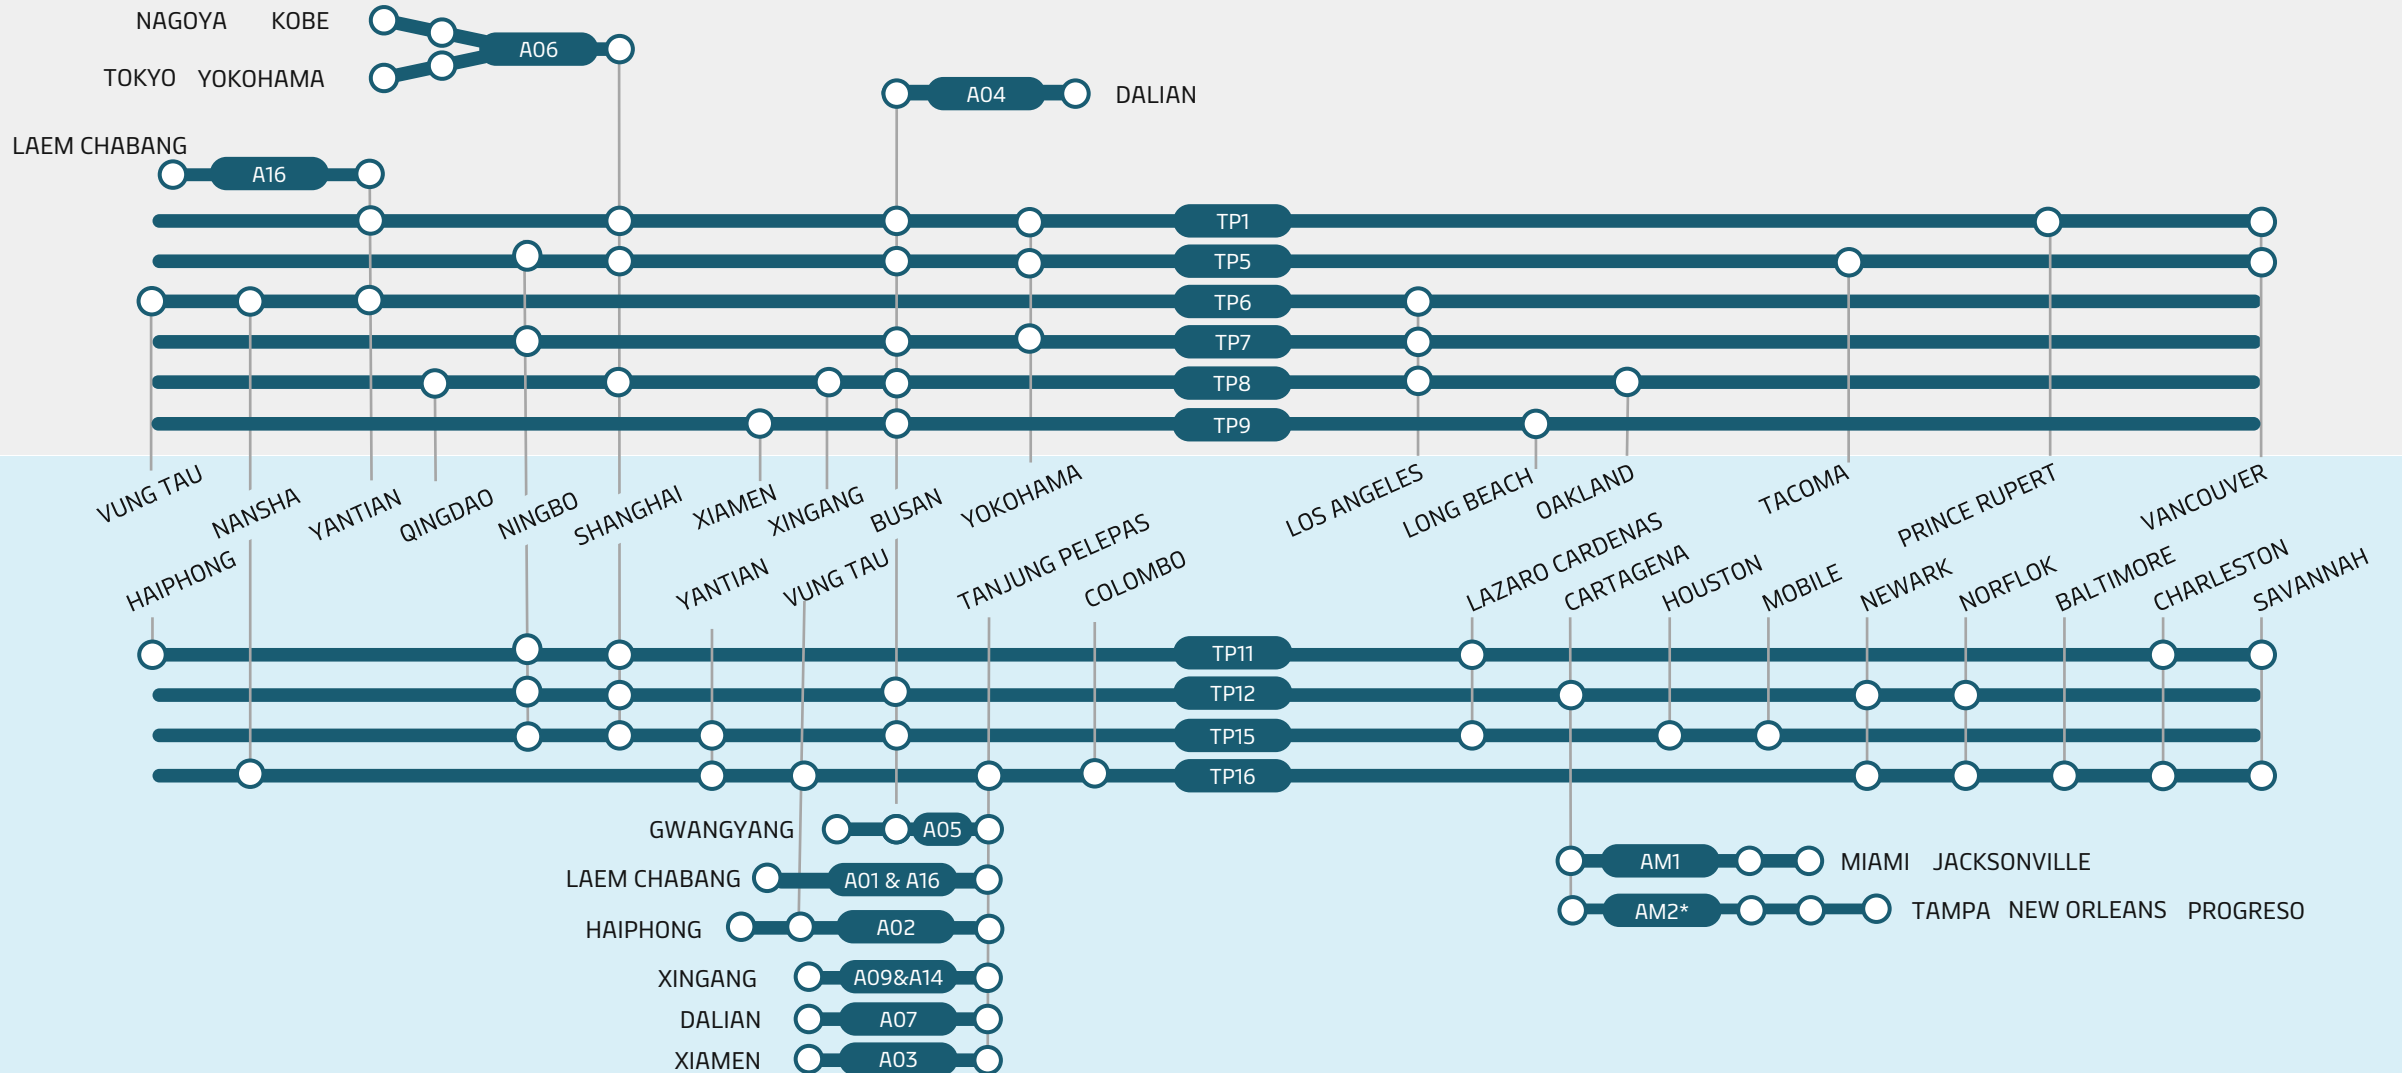 NAGOYA KOBE
A06
TOKYO YOKOHAMA
A04 DALIAN
LAEM CHABANG
A16
TP1
TP5
TP6
TP7
TP8
TP9
VUNG TAU
NANSHA
YANTIAN
QINGDAO
NINGBO
SHANGHAI
XIAMEN
XINGANG
BUSAN
YOKOHAMA
LOS ANGELES
LONG BEACH
OAKLAND
TACOMA
PRINCE RUPERT
VANCOUVER
HAIPHONG
YANTIAN
VUNG TAU
TANJUNG PELEPAS
COLOMBO
LAZARO CARDENAS
CARTAGENA
HOUSTON
MOBILE
NEWARK
NORFLOK
BALTIMORE
CHARLESTON
SAVANNAH
TP11
TP12
TP15
TP16
GWANGYANG A05
LAEM CHABANG A01 & A16
HAIPHONG A02
XINGANG A09&A14
DALIAN A07
XIAMEN A03
AM1 MIAMI JACKSONVILLE
AM2* TAMPA NEW ORLEANS PROGRESO